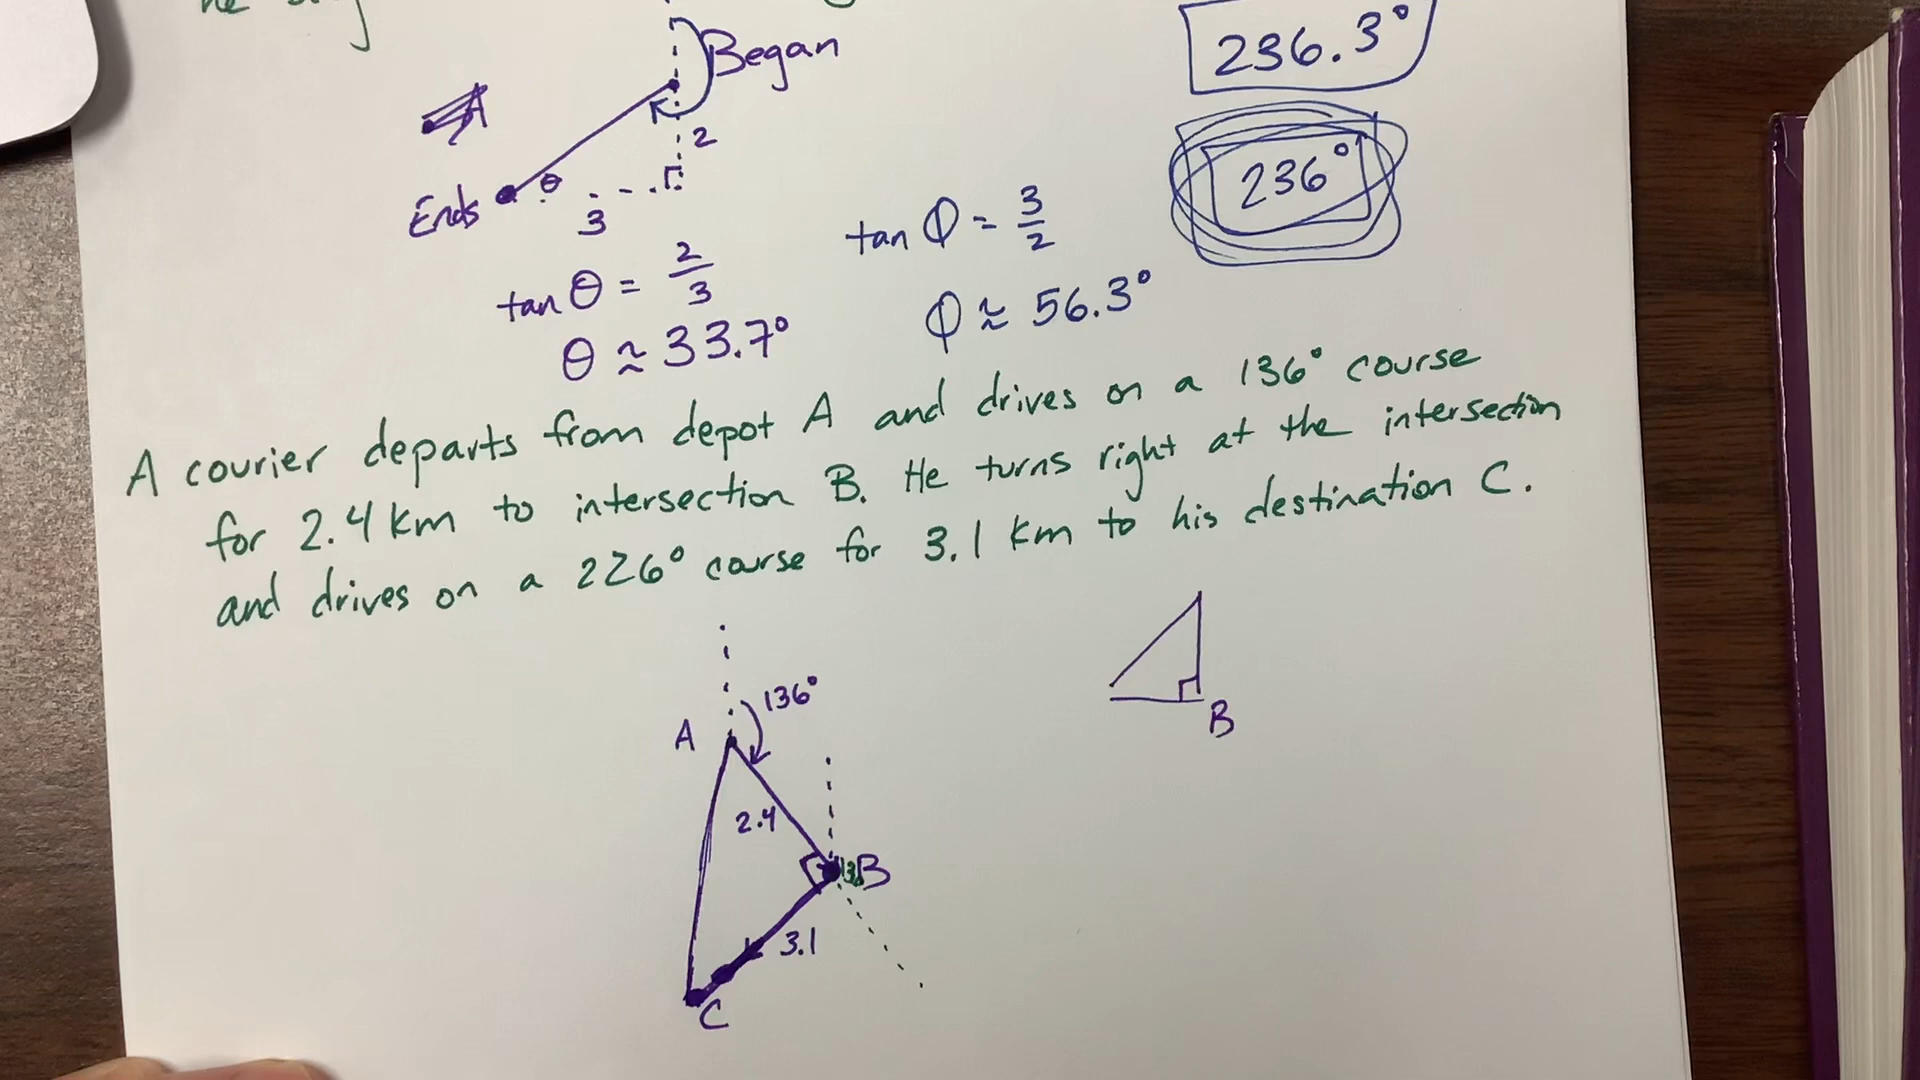 Began
236.3°
A
2
236°
Ends
θ
3
tan θ = 2/3
tan Φ = 3/2
θ ≈ 33.7°
Φ ≈ 56.3°
A courier departs from depot A and drives on a 136° course
for 2.4 km to intersection B. He turns right at the intersection
and drives on a 226° course for 3.1 km to his destination C.
136°
A
B
2.4
B
3.1
C